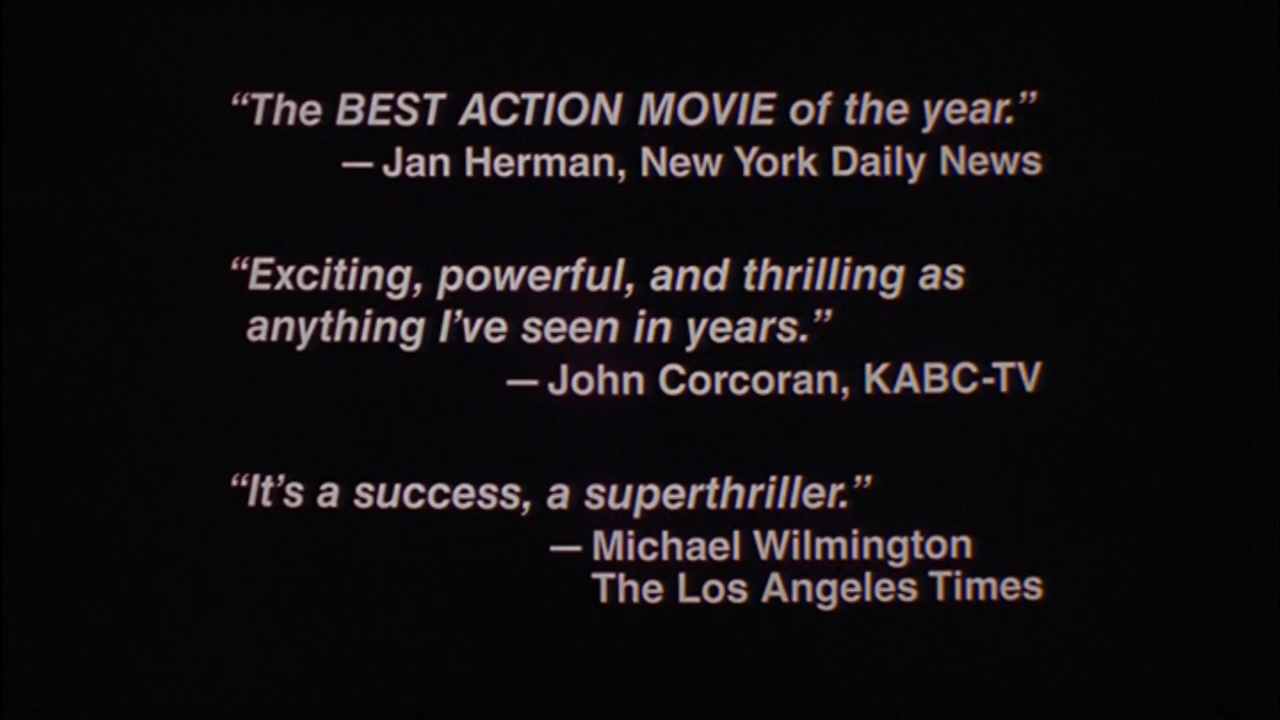 “The BEST ACTION MOVIE of the year.”
— Jan Herman, New York Daily News
“Exciting, powerful, and thrilling as
anything I’ve seen in years.”
— John Corcoran, KABC-TV
“It’s a success, a superthriller.”
— Michael Wilmington
The Los Angeles Times